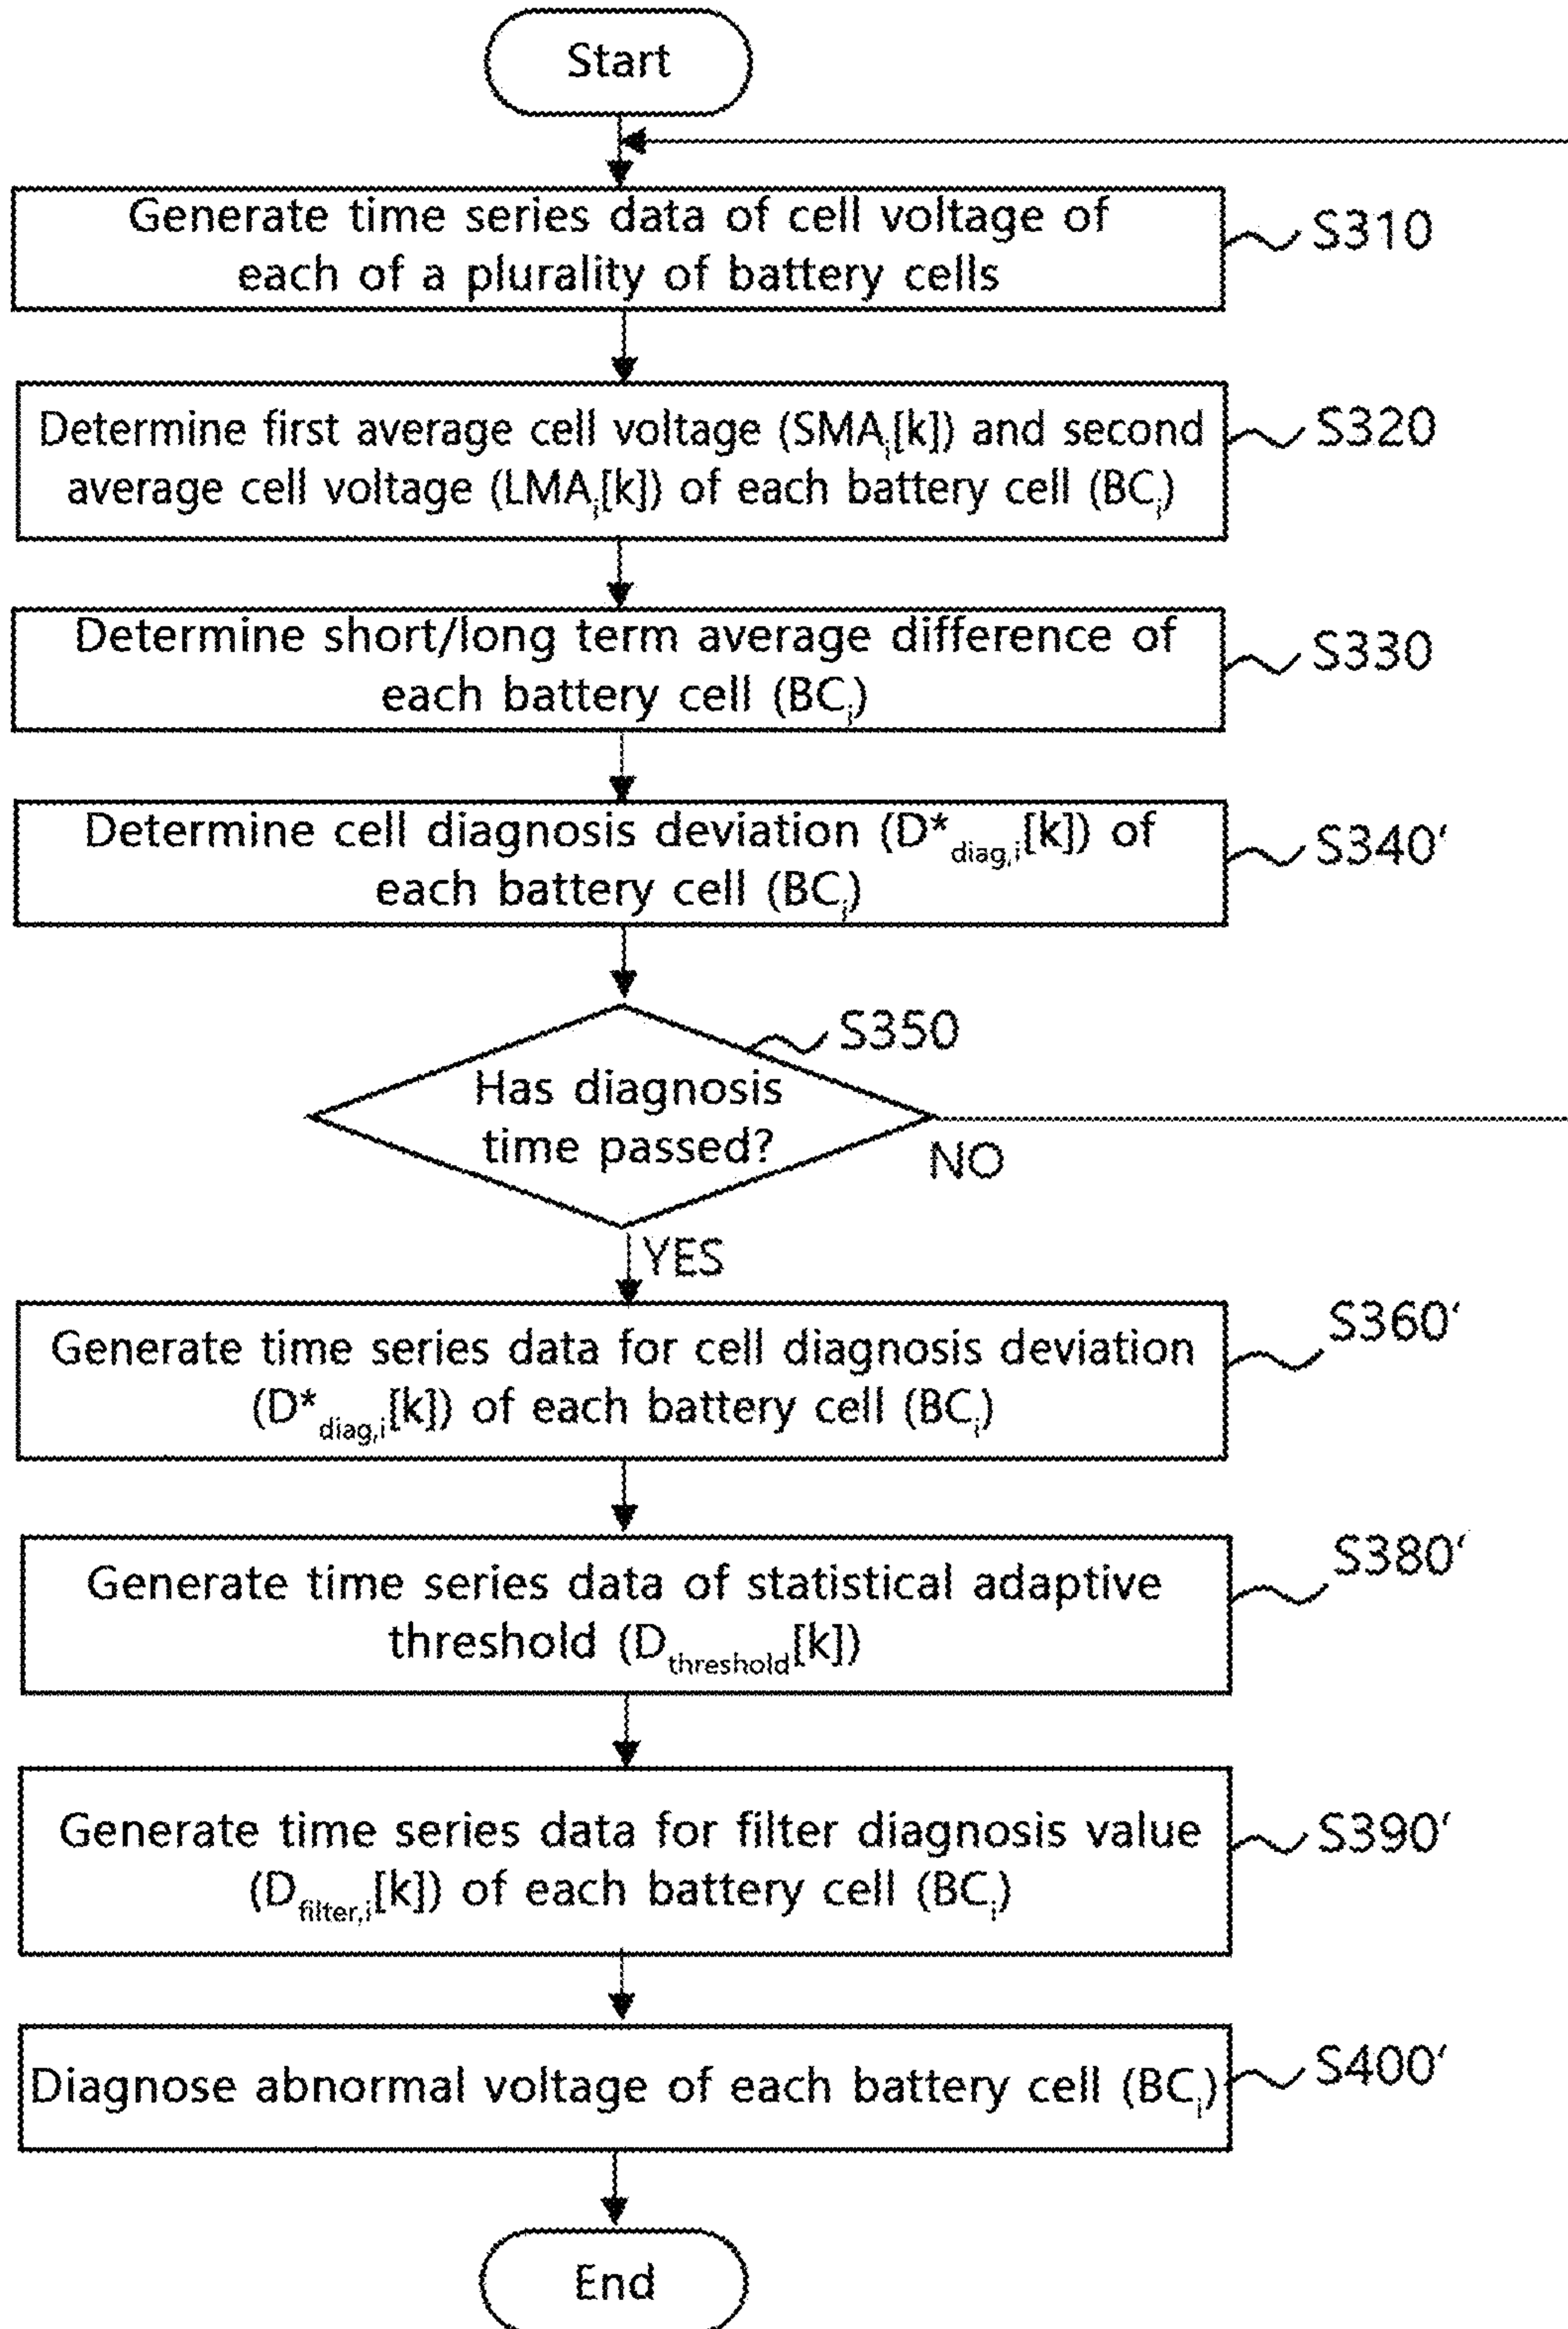 Start
Generate time series data of cell voltage of
each of a plurality of battery cells
S310
Determine first average cell voltage (SMAi[k]) and second
average cell voltage (LMAi[k]) of each battery cell (BCi)
S320
Determine short/long term average difference of
each battery cell (BCi)
S330
Determine cell diagnosis deviation (D*diag,i[k]) of
each battery cell (BCi)
S340‘
S350
Has diagnosis
time passed?
NO
YES
Generate time series data for cell diagnosis deviation
(D*diag,i[k]) of each battery cell (BCi)
S360‘
Generate time series data of statistical adaptive
threshold (Dthreshold[k])
S380‘
Generate time series data for filter diagnosis value
(Dfilter,i[k]) of each battery cell (BCi)
S390‘
Diagnose abnormal voltage of each battery cell (BCi)
S400‘
End